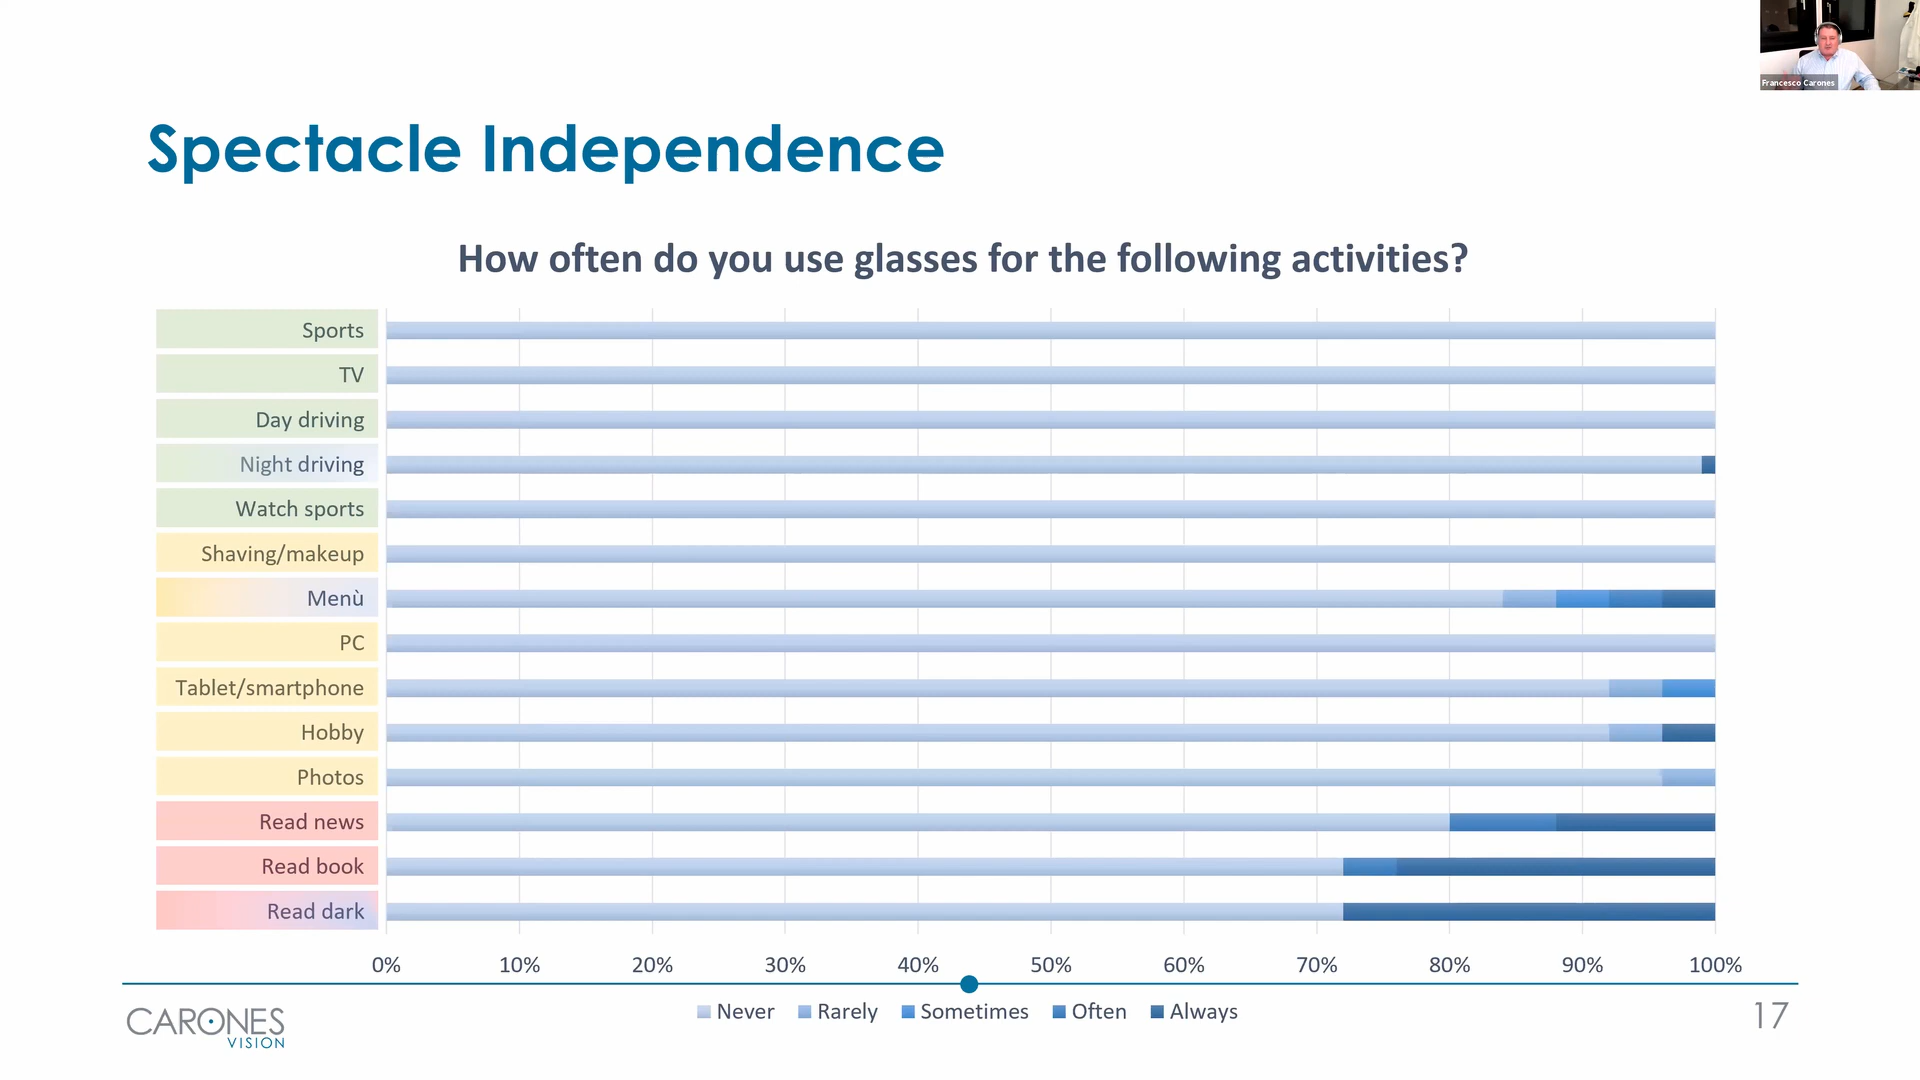 Francesco Carones
Spectacle Independence
How often do you use glasses for the following activities?
Sports
TV
Day driving
Night driving
Watch sports
Shaving/makeup
Menù
PC
Tablet/smartphone
Hobby
Photos
Read news
Read book
Read dark
0% 10% 20% 30% 40% 50% 60% 70% 80% 90% 100%
Never Rarely Sometimes Often Always
CARONES
VISION
17